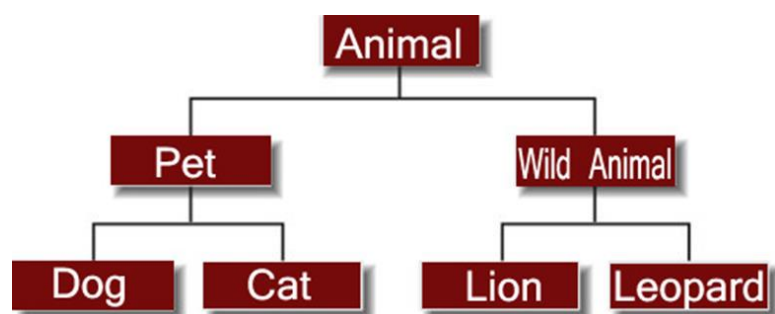 Animal
Pet
Wild Animal
Dog
Cat
Lion
Leopard